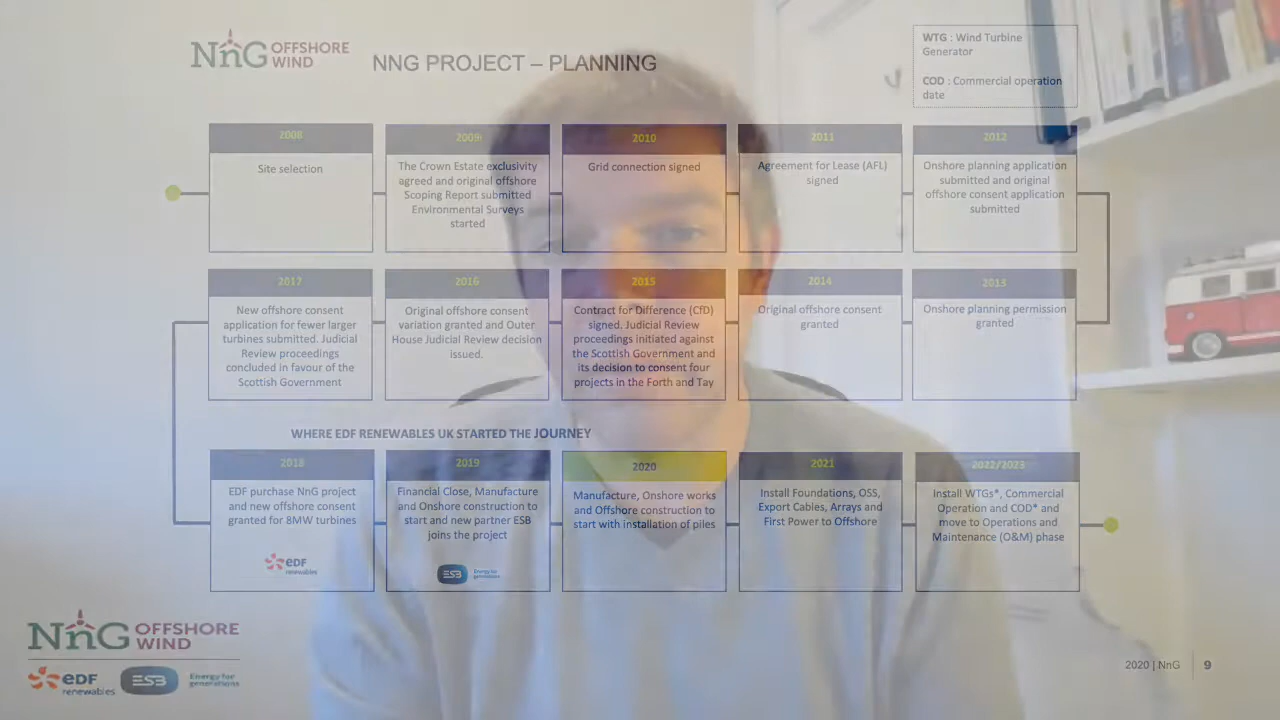 NnG OFFSHORE
WIND
NNG PROJECT – PLANNING
WTG : Wind Turbine
Generator
COD : Commercial operation
date
2008
Site selection
2009
The Crown Estate exclusivity
agreed and original offshore
Scoping Report submitted
Environmental Surveys
started
2010
Grid connection signed
2011
Agreement for Lease (AFL)
signed
2012
Onshore planning application
submitted and original
offshore consent application
submitted
2017
New offshore consent
application for fewer larger
turbines submitted. Judicial
Review proceedings
concluded in favour of the
Scottish Government
2016
Original offshore consent
variation granted and Outer
House Judicial Review decision
issued.
2015
Contract for Difference (CfD)
signed. Judicial Review
proceedings initiated against
the Scottish Government and
its decision to consent four
projects in the Forth and Tay
2014
Original offshore consent
granted
2013
Onshore planning permission
granted
WHERE EDF RENEWABLES UK STARTED THE JOURNEY
2018
EDF purchase NnG project
and new offshore consent
granted for 8MW turbines
eDF
renewables
2019
Financial Close, Manufacture
and Onshore construction to
start and new partner ESB
joins the project
ESB
Energy for
generations
2020
Manufacture, Onshore works
and Offshore construction to
start with installation of piles
2021
Install Foundations, OSS,
Export Cables, Arrays and
First Power to Offshore
2022/2023
Install WTGs*, Commercial
Operation and COD* and
move to Operations and
Maintenance (O&M) phase
NnG OFFSHORE
WIND
eDF
renewables
ESB
Energy for
generations
2020 | NnG
9